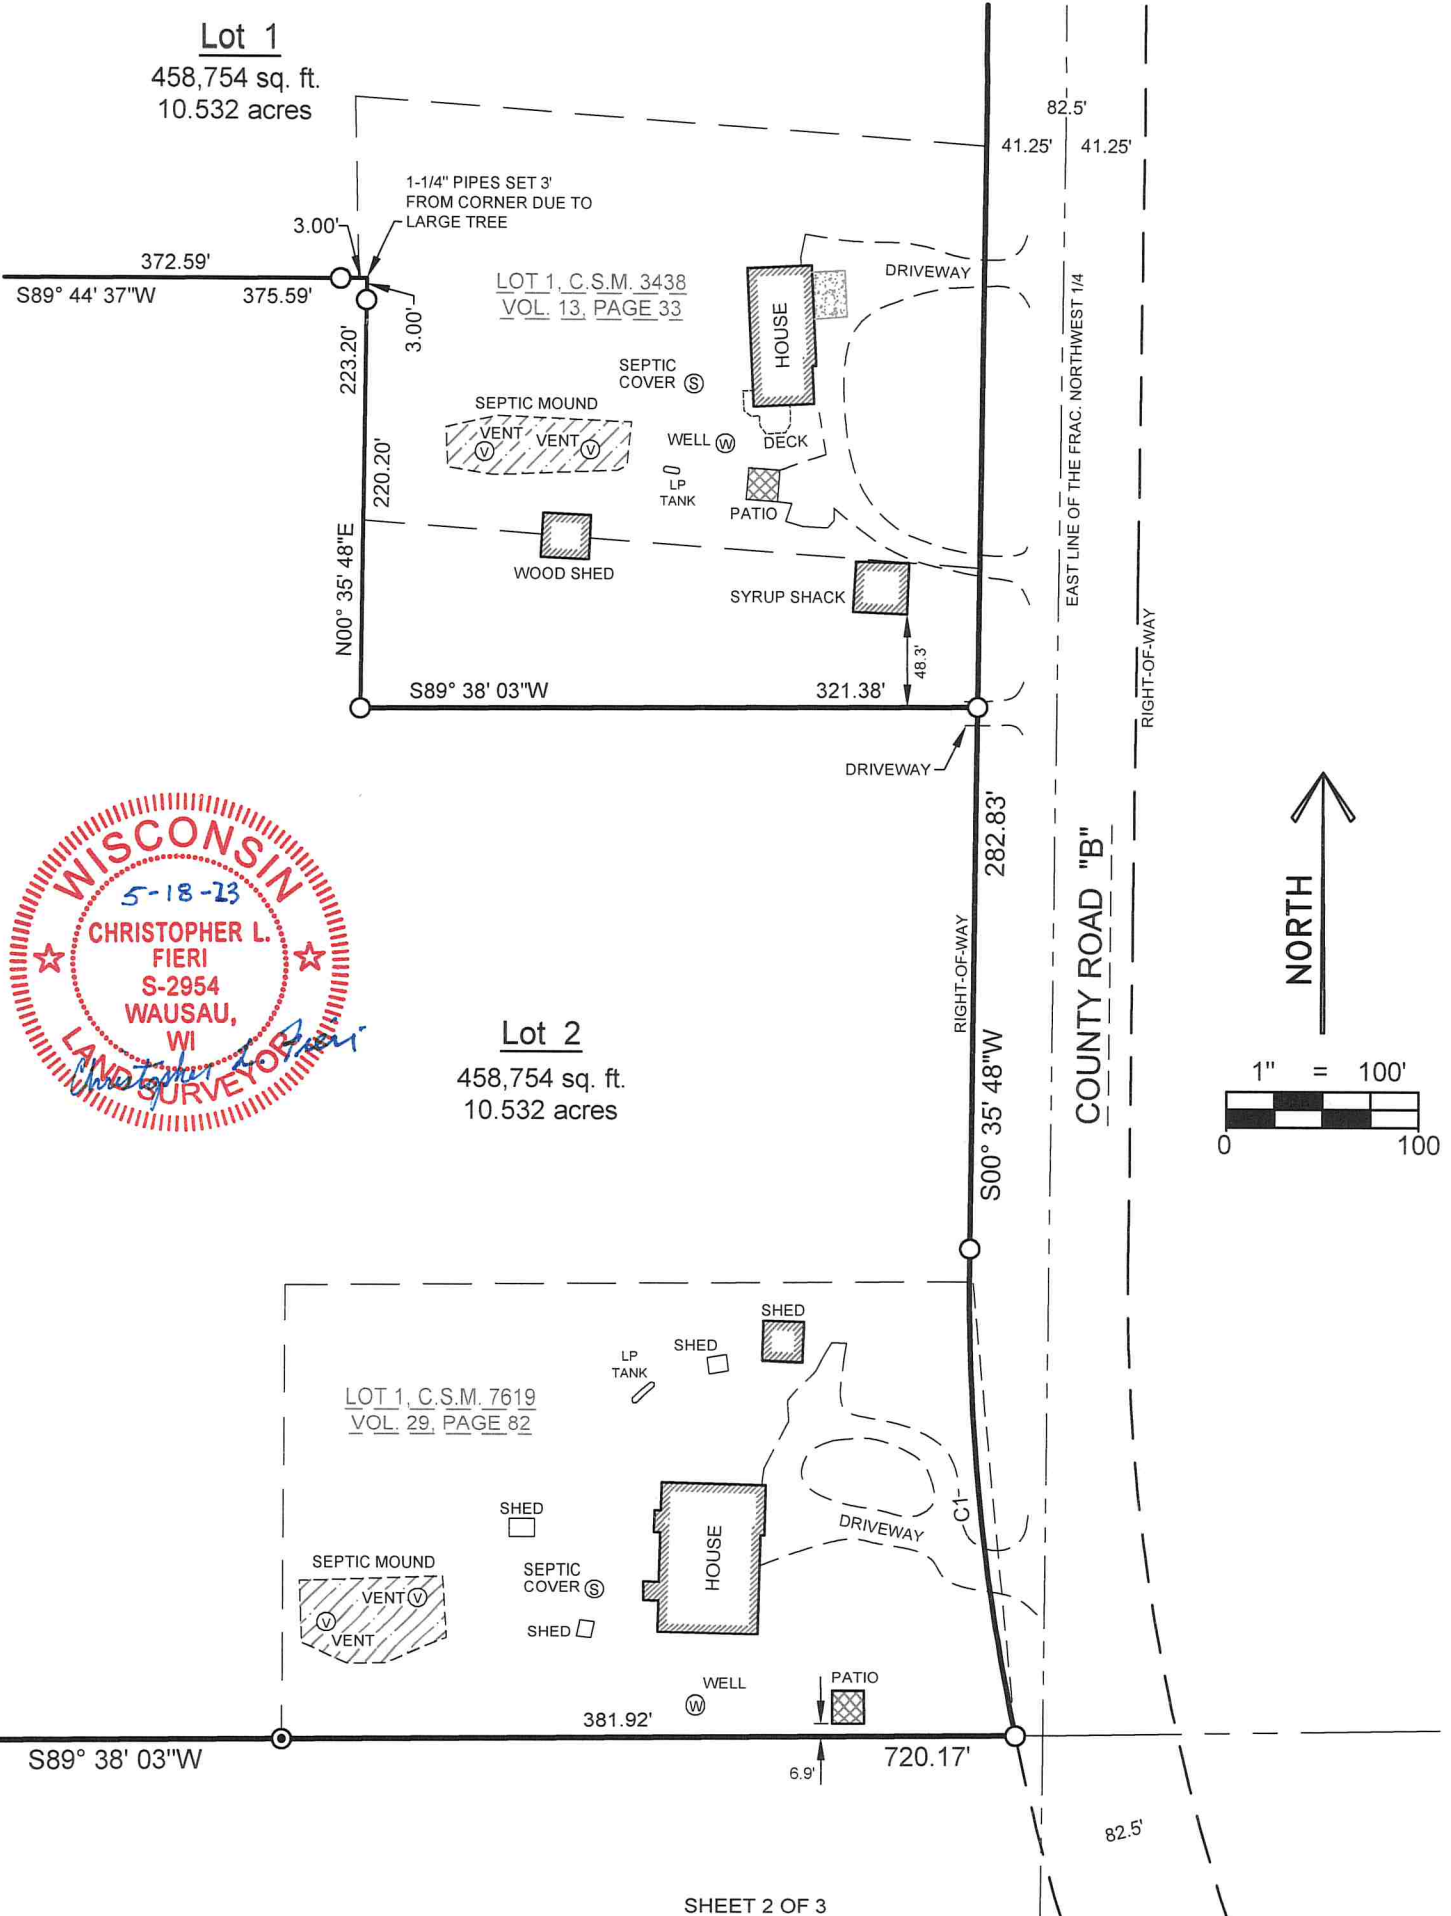 Lot 1
458,754 sq. ft.
10.532 acres
82.5'
41.25'
41.25'
1-1/4" PIPES SET 3'
FROM CORNER DUE TO
LARGE TREE
3.00'
372.59'
S89° 44' 37"W
375.59'
3.00'
223.20'
220.20'
N00° 35' 48"E
LOT 1, C.S.M. 3438
VOL. 13, PAGE 33
DRIVEWAY
HOUSE
SEPTIC
COVER
S
SEPTIC MOUND
VENT
V
VENT
V
WELL
W
DECK
LP
TANK
PATIO
WOOD SHED
SYRUP SHACK
48.3'
EAST LINE OF THE FRAC. NORTHWEST 1/4
RIGHT-OF-WAY
S89° 38' 03"W
321.38'
DRIVEWAY
282.83'
RIGHT-OF-WAY
S00° 35' 48"W
COUNTY ROAD "B"
NORTH
1" = 100'
0
100
WISCONSIN
5-18-23
CHRISTOPHER L.
FIERI
S-2954
WAUSAU,
WI
LAND SURVEYOR
Christopher L. Fieri
Lot 2
458,754 sq. ft.
10.532 acres
SHED
SHED
LP
TANK
LOT 1, C.S.M. 7619
VOL. 29, PAGE 82
C1
DRIVEWAY
HOUSE
SHED
SEPTIC MOUND
VENT
V
V
VENT
SEPTIC
COVER
S
SHED
WELL
W
PATIO
381.92'
S89° 38' 03"W
720.17'
6.9'
82.5'
SHEET 2 OF 3